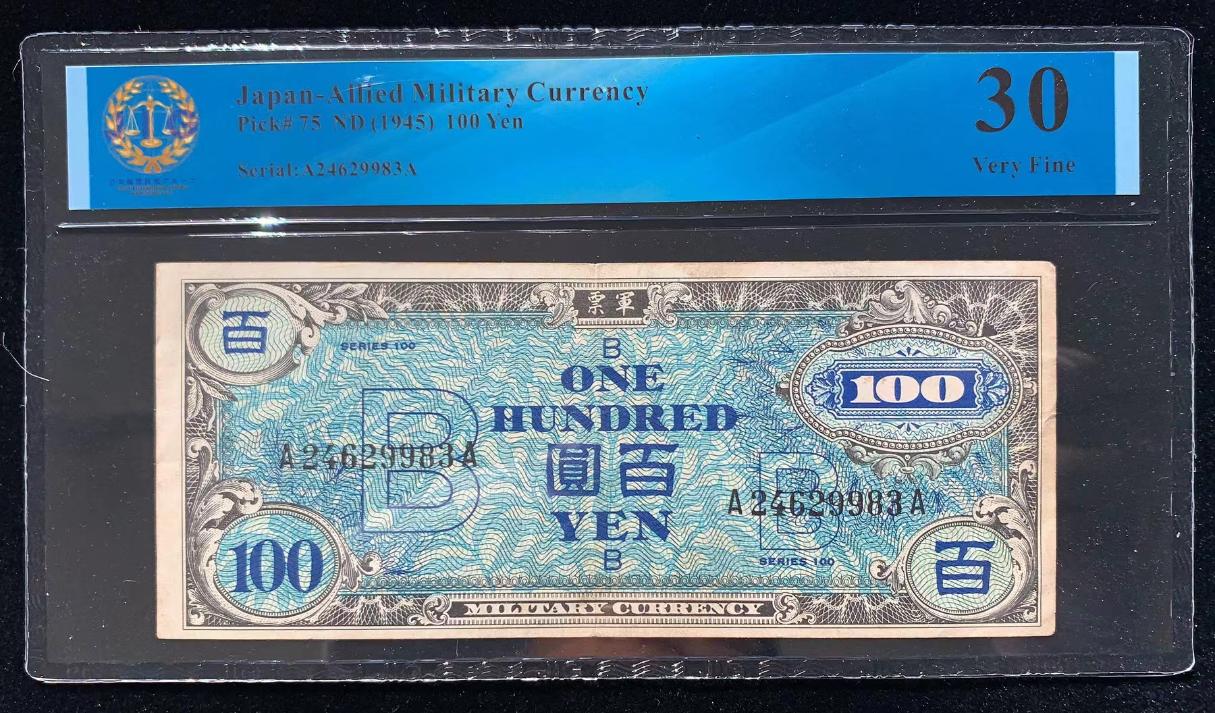 Japan-Allied Military Currency
Pick# 75 ND (1945) 100 Yen
Serial:A24629983A
30
Very Fine
票軍
百
SERIES 100
B
ONE
HUNDRED
圓百
YEN
B
100
B
A24629983A
B
A24629983A
SERIES 100
100
百
MILITARY CURRENCY